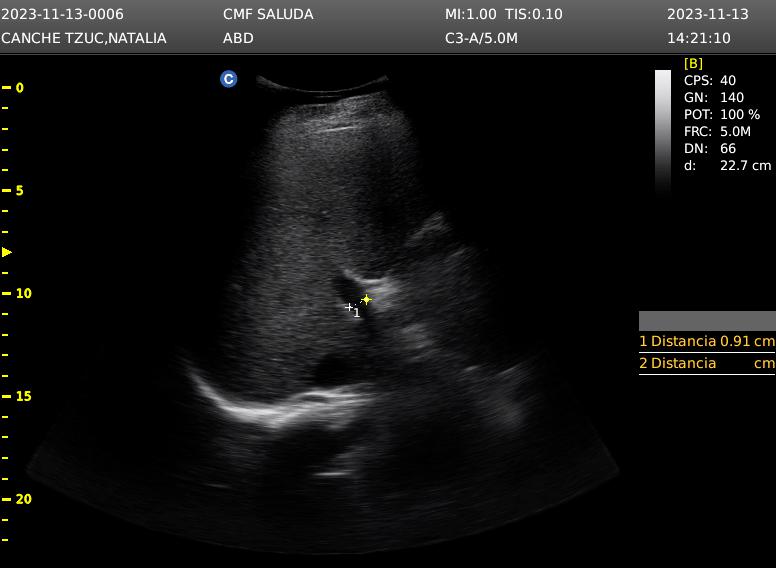 2023-11-13-0006 CMF SALUDA MI:1.00 TIS:0.10 2023-11-13
CANCHE TZUC,NATALIA ABD C3-A/5.0M 14:21:10
C
[B]
CPS: 40
GN: 140
POT: 100 %
FRC: 5.0M
DN: 66
d: 22.7 cm
0
5
10
15
20
1
1 Distancia 0.91 cm
2 Distancia cm